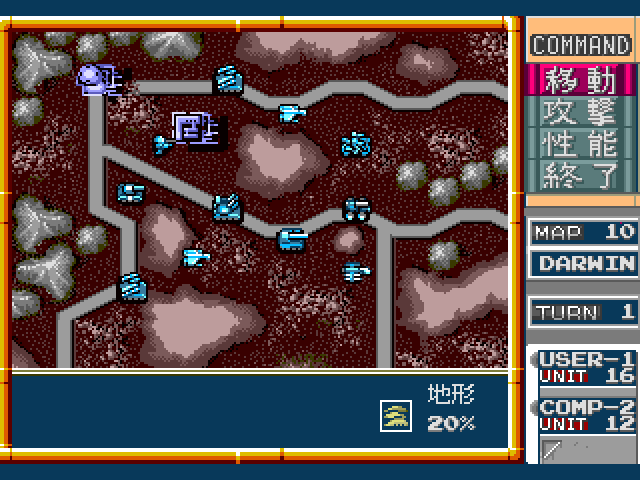 COMMAND
移動
攻撃
性能
終了
MAP 10
DARWIN
TURN 1
USER-1
UNIT 16
COMP-2
UNIT 12
地形
20%